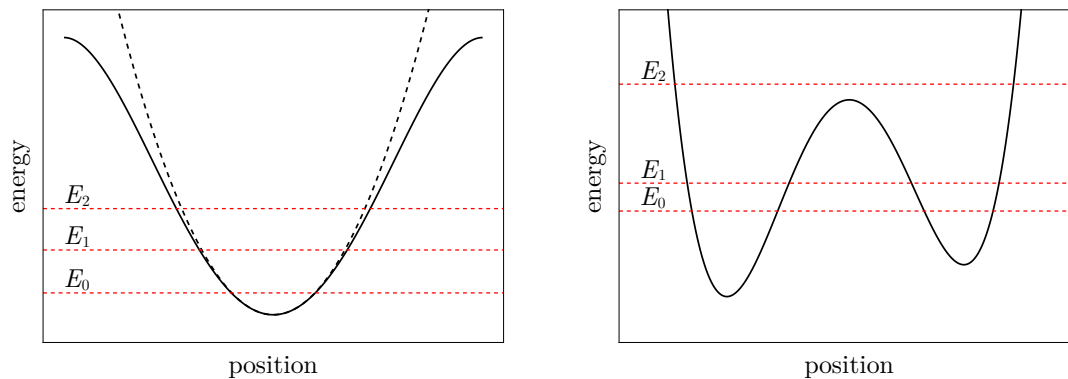 energy
E₂
E₁
E₀
position
energy
E₂
E₁
E₀
position